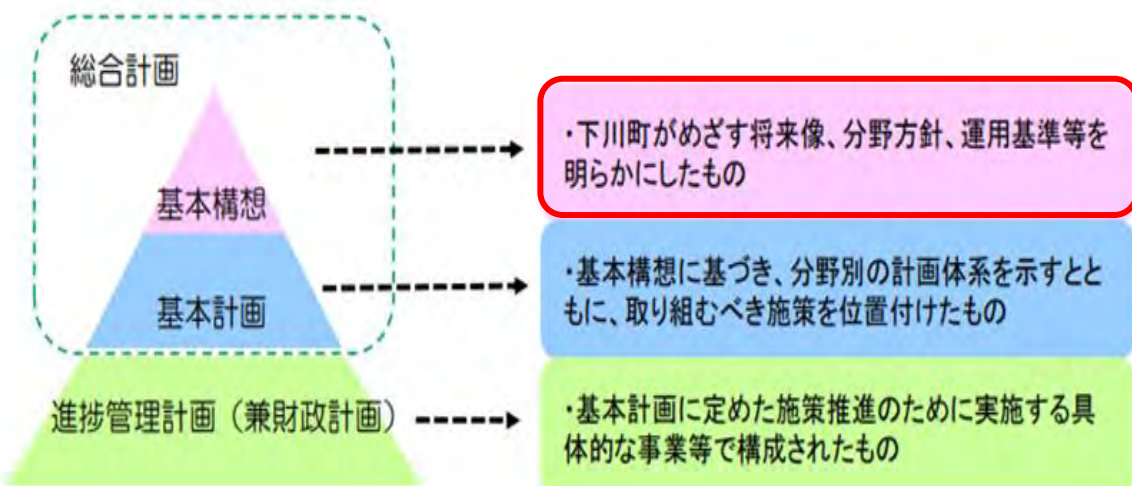 総合計画
・下川町がめざす将来像、分野方針、運用基準等を
明らかにしたもの
基本構想
・基本構想に基づき、分野別の計画体系を示すとと
もに、取り組むべき施策を位置付けたもの
基本計画
進捗管理計画（兼財政計画）
・基本計画に定めた施策推進のために実施する具
体的な事業等で構成されたもの